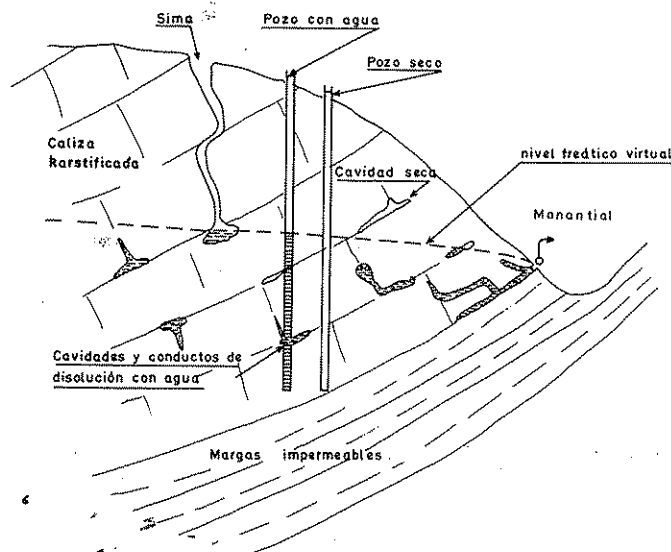 Sima
Pozo con agua
Pozo seco
Caliza
karstificada
nivel freático virtual
Cavidad seca
Manantial
Cavidades y conductos de
disolución con agua
Margas impermeables
6